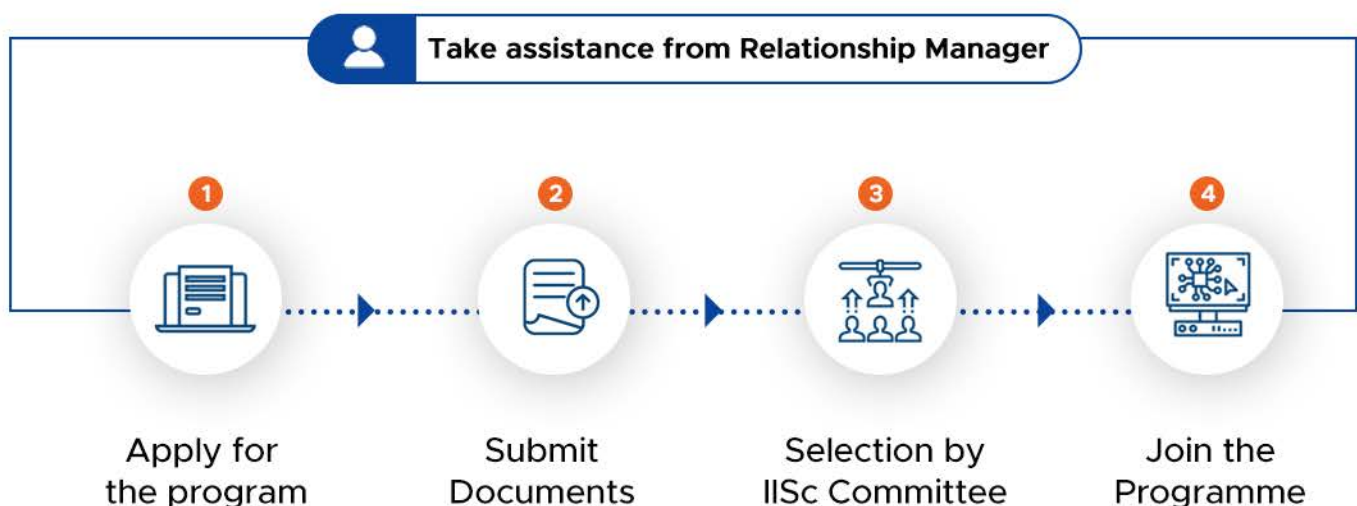 Take assistance from Relationship Manager
1
2
3
4
Apply for
the program
Submit
Documents
Selection by
IISc Committee
Join the
Programme